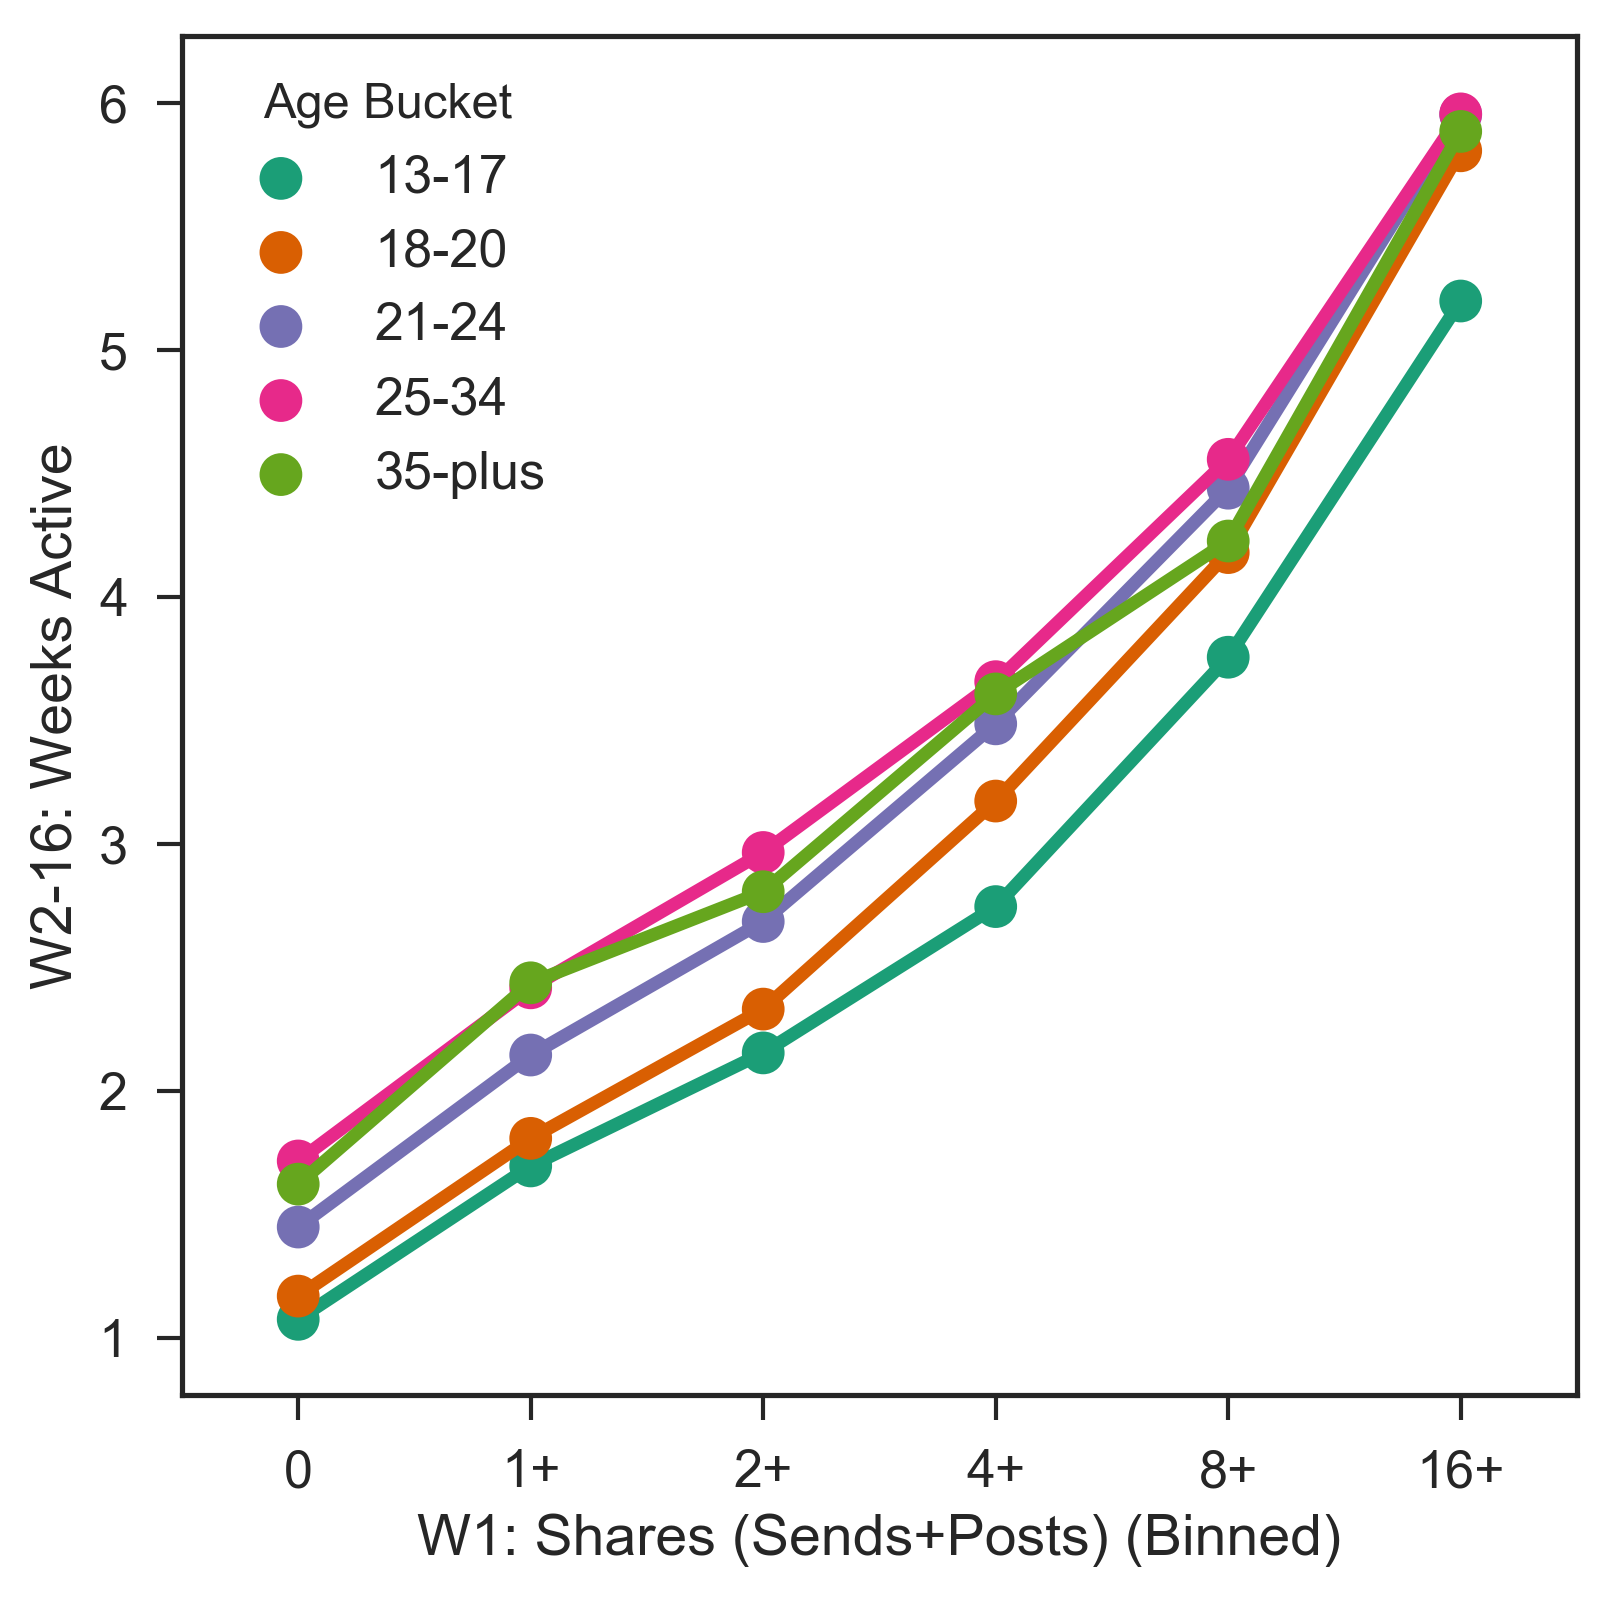 Age Bucket
13-17
18-20
21-24
25-34
35-plus
W2-16: Weeks Active
6
5
4
3
2
1
0 1+ 2+ 4+ 8+ 16+
W1: Shares (Sends+Posts) (Binned)